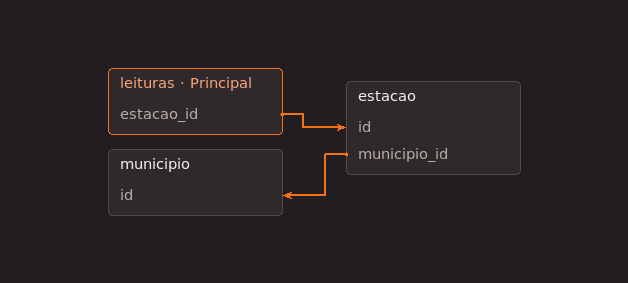 leituras · Principal
estacao_id
municipio
id
estacao
id
municipio_id